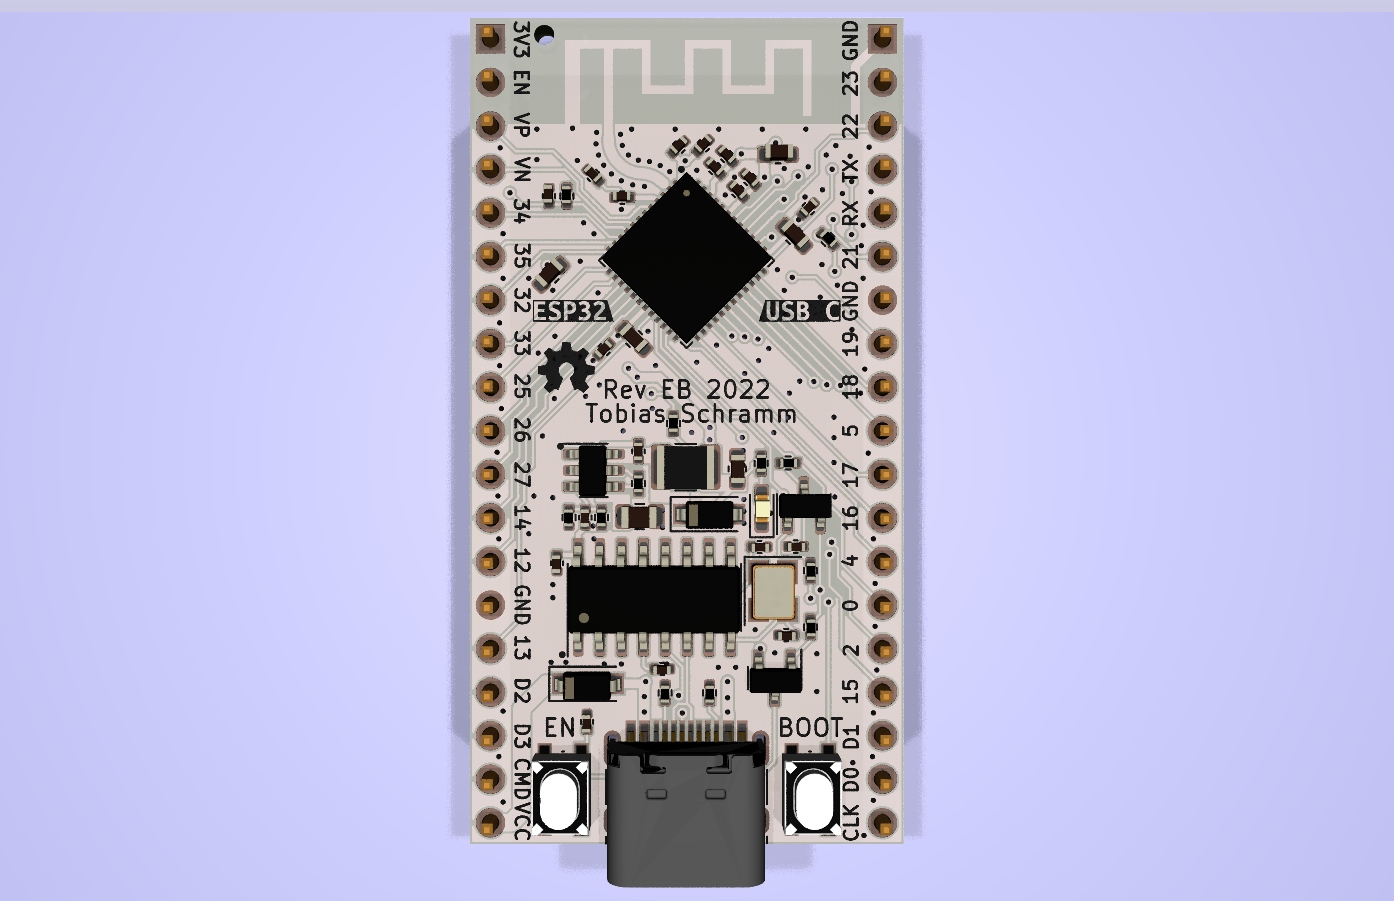 3V3
EN
VP
VN
34
35
32
33
25
26
27
14
12
GND
13
D2
D3
CMD
VCC
GND
23
22
TX
RX
21
GND
19
18
5
17
16
4
0
2
15
D1
D0
CLK
ESP32
USB C
Rev EB 2022
Tobias Schramm
EN
BOOT